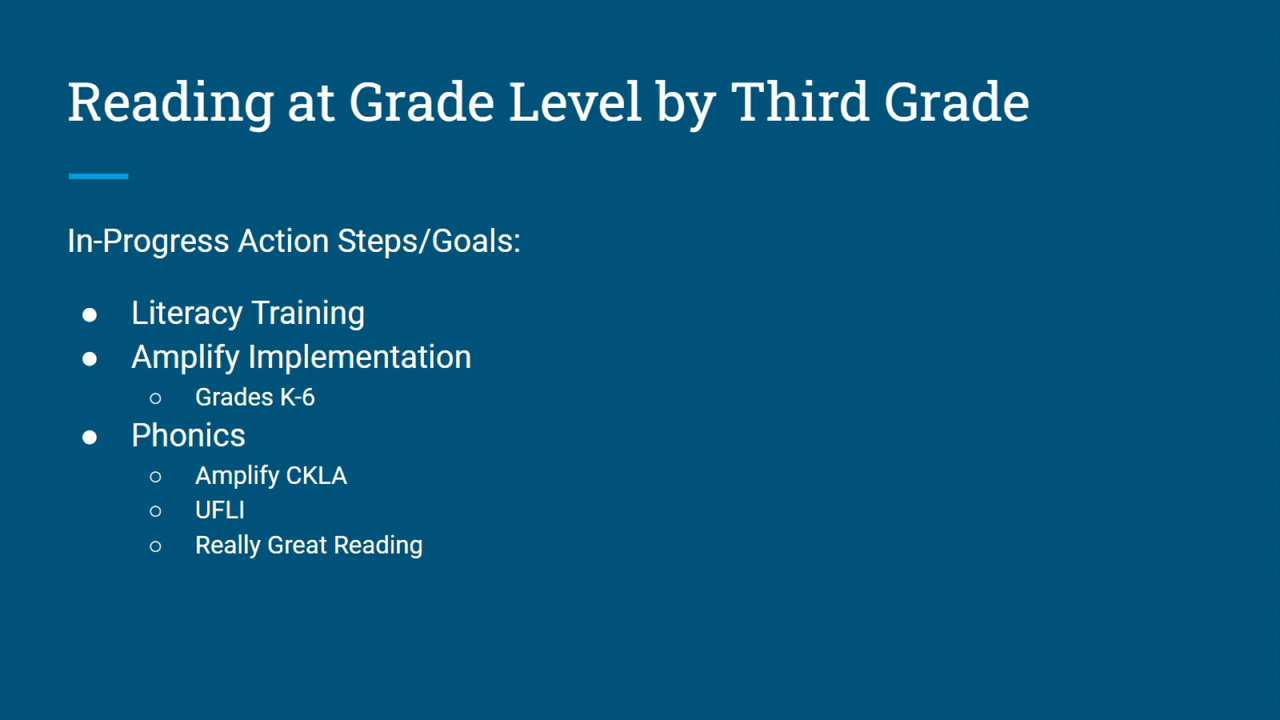 Reading at Grade Level by Third Grade
In-Progress Action Steps/Goals:
● Literacy Training
● Amplify Implementation
○ Grades K-6
● Phonics
○ Amplify CKLA
○ UFLI
○ Really Great Reading